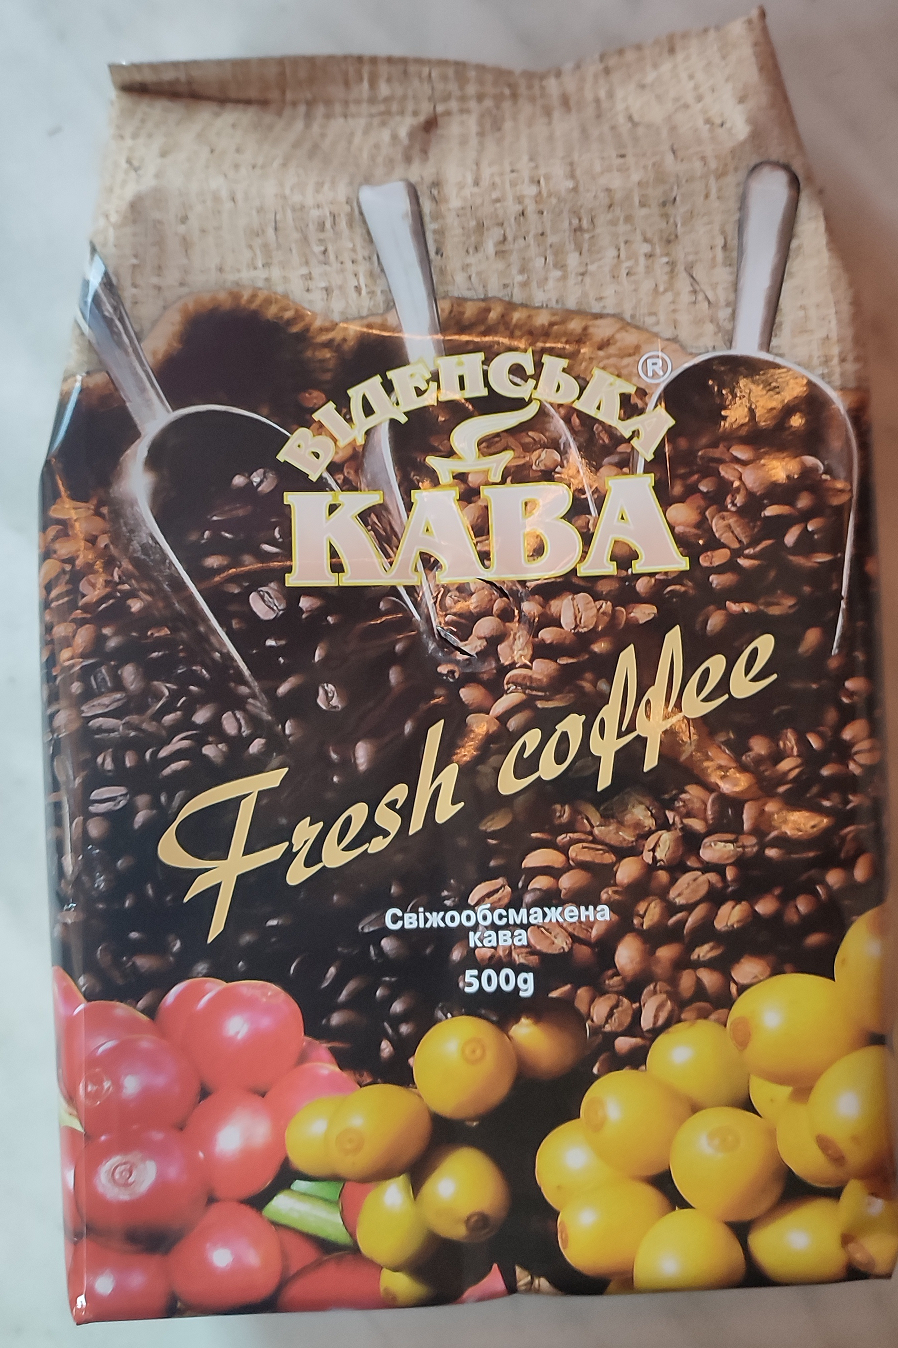 ВІДЕНСЬКА ®
КАВА
Fresh coffee
Свіжообсмажена
кава
500g